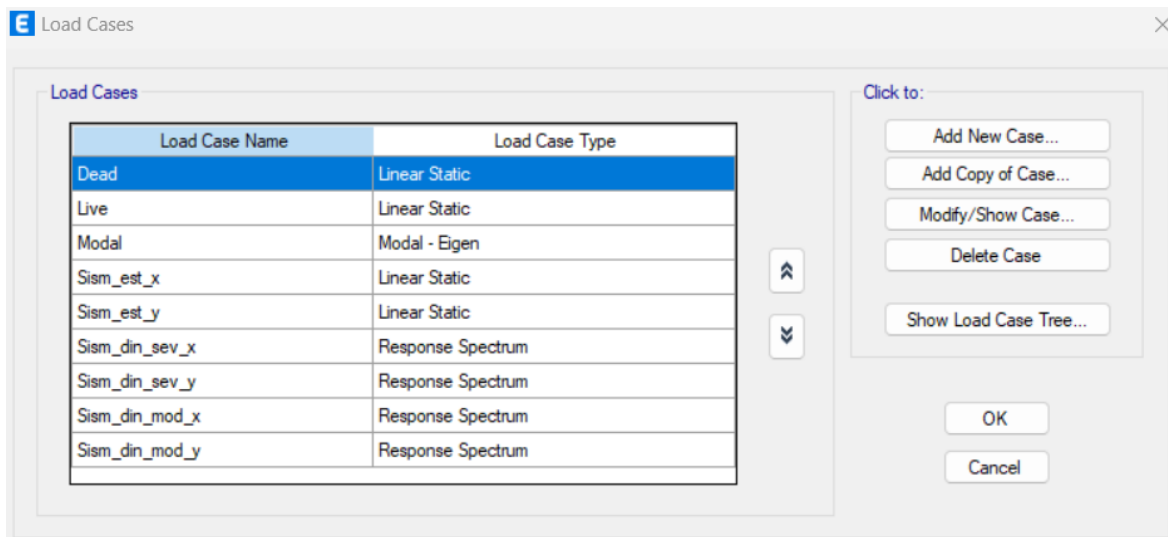 E Load Cases
Load Cases
Load Case Name Load Case Type
Dead Linear Static
Live Linear Static
Modal Modal - Eigen
Sism_est_x Linear Static
Sism_est_y Linear Static
Sism_din_sev_x Response Spectrum
Sism_din_sev_y Response Spectrum
Sism_din_mod_x Response Spectrum
Sism_din_mod_y Response Spectrum
Click to:
Add New Case...
Add Copy of Case...
Modify/Show Case...
Delete Case
Show Load Case Tree...
OK
Cancel